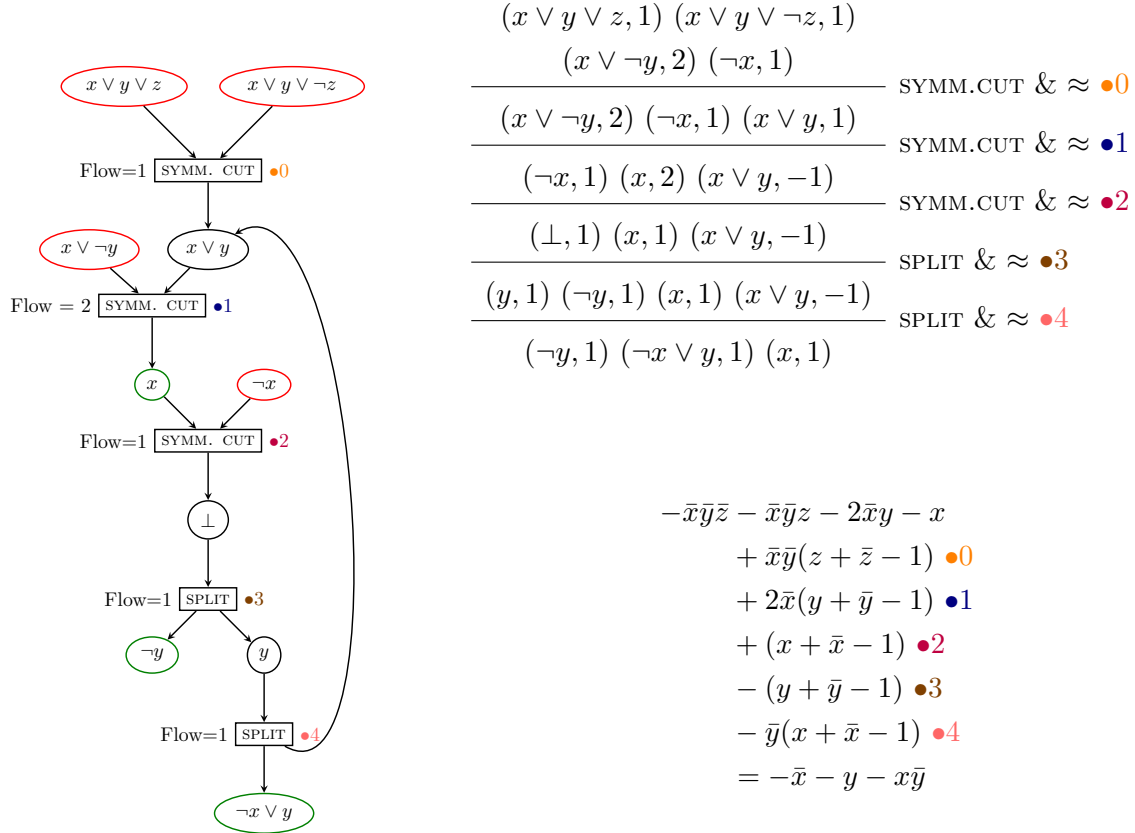 x ∨ y ∨ z
x ∨ y ∨ ¬z
Flow=1 SYMM. CUT •0
x ∨ ¬y
x ∨ y
Flow = 2 SYMM. CUT •1
x
¬x
Flow=1 SYMM. CUT •2
⊥
Flow=1 SPLIT •3
¬y
y
Flow=1 SPLIT •4
¬x ∨ y
(x ∨ y ∨ z, 1) (x ∨ y ∨ ¬z, 1)
(x ∨ ¬y, 2) (¬x, 1)
SYMM.CUT & ≈ •0
(x ∨ ¬y, 2) (¬x, 1) (x ∨ y, 1)
SYMM.CUT & ≈ •1
(¬x, 1) (x, 2) (x ∨ y, −1)
SYMM.CUT & ≈ •2
(⊥, 1) (x, 1) (x ∨ y, −1)
SPLIT & ≈ •3
(y, 1) (¬y, 1) (x, 1) (x ∨ y, −1)
SPLIT & ≈ •4
(¬y, 1) (¬x ∨ y, 1) (x, 1)
−x̄ȳz̄ − x̄ȳz − 2x̄y − x
+ x̄ȳ(z + z̄ − 1) •0
+ 2x̄(y + ȳ − 1) •1
+ (x + x̄ − 1) •2
− (y + ȳ − 1) •3
− ȳ(x + x̄ − 1) •4
= −x̄ − y − xȳ